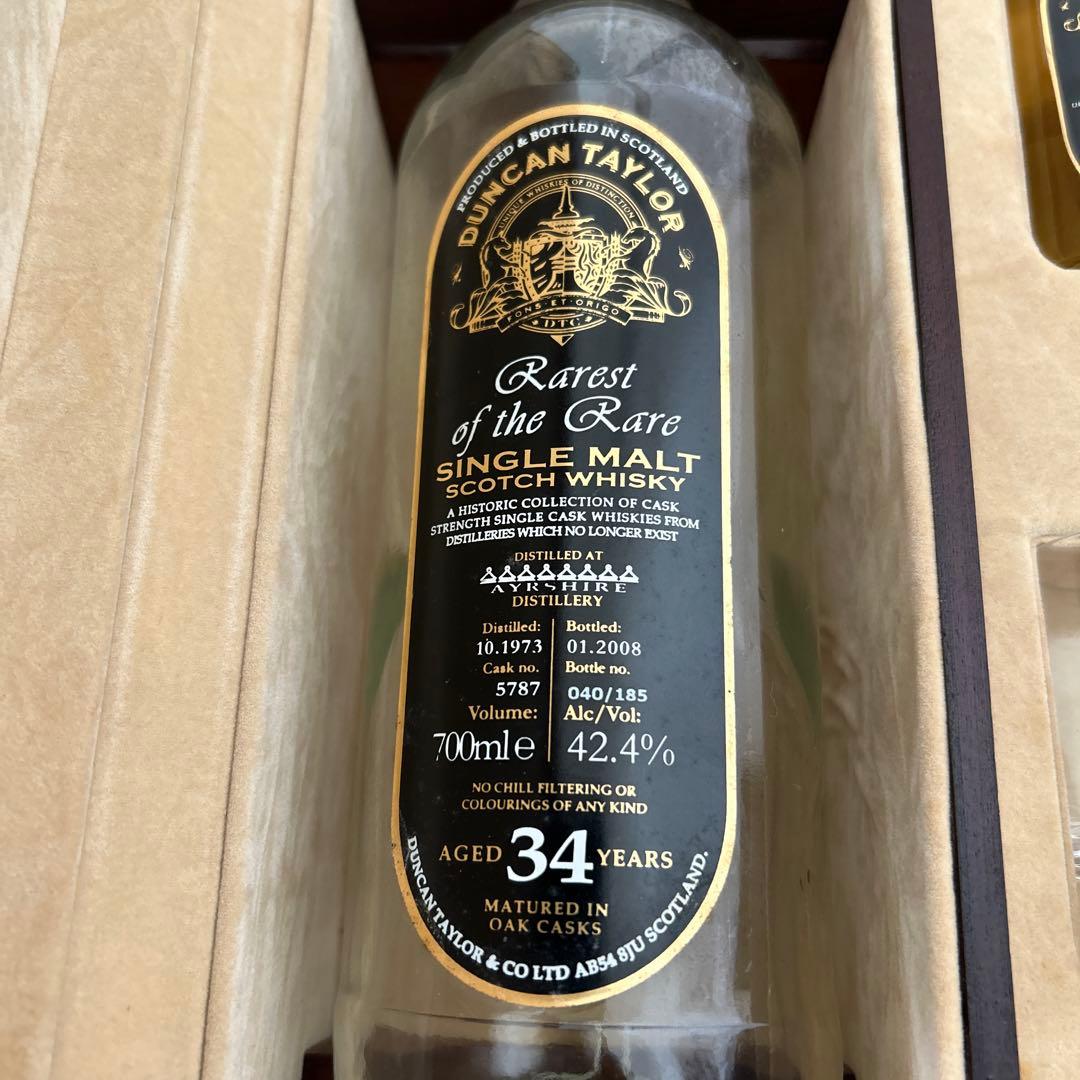 PRODUCED & BOTTLED IN SCOTLAND
DUNCAN TAYLOR
UNIQUE WHISKIES OF DISTINCTION
FONS·ET·ORIGO
DTC
Rarest
of the Rare
SINGLE MALT
SCOTCH WHISKY
A HISTORIC COLLECTION OF CASK
STRENGTH SINGLE CASK WHISKIES FROM
DISTILLERIES WHICH NO LONGER EXIST
DISTILLED AT
AYRSHIRE
DISTILLERY
Distilled: Bottled:
10.1973 01.2008
Cask no. Bottle no.
5787 040/185
Volume: Alc/Vol:
700ml e 42.4%
NO CHILL FILTERING OR
COLOURINGS OF ANY KIND
AGED 34 YEARS
MATURED IN
OAK CASKS
DUNCAN TAYLOR & CO LTD AB54 8JU SCOTLAND.